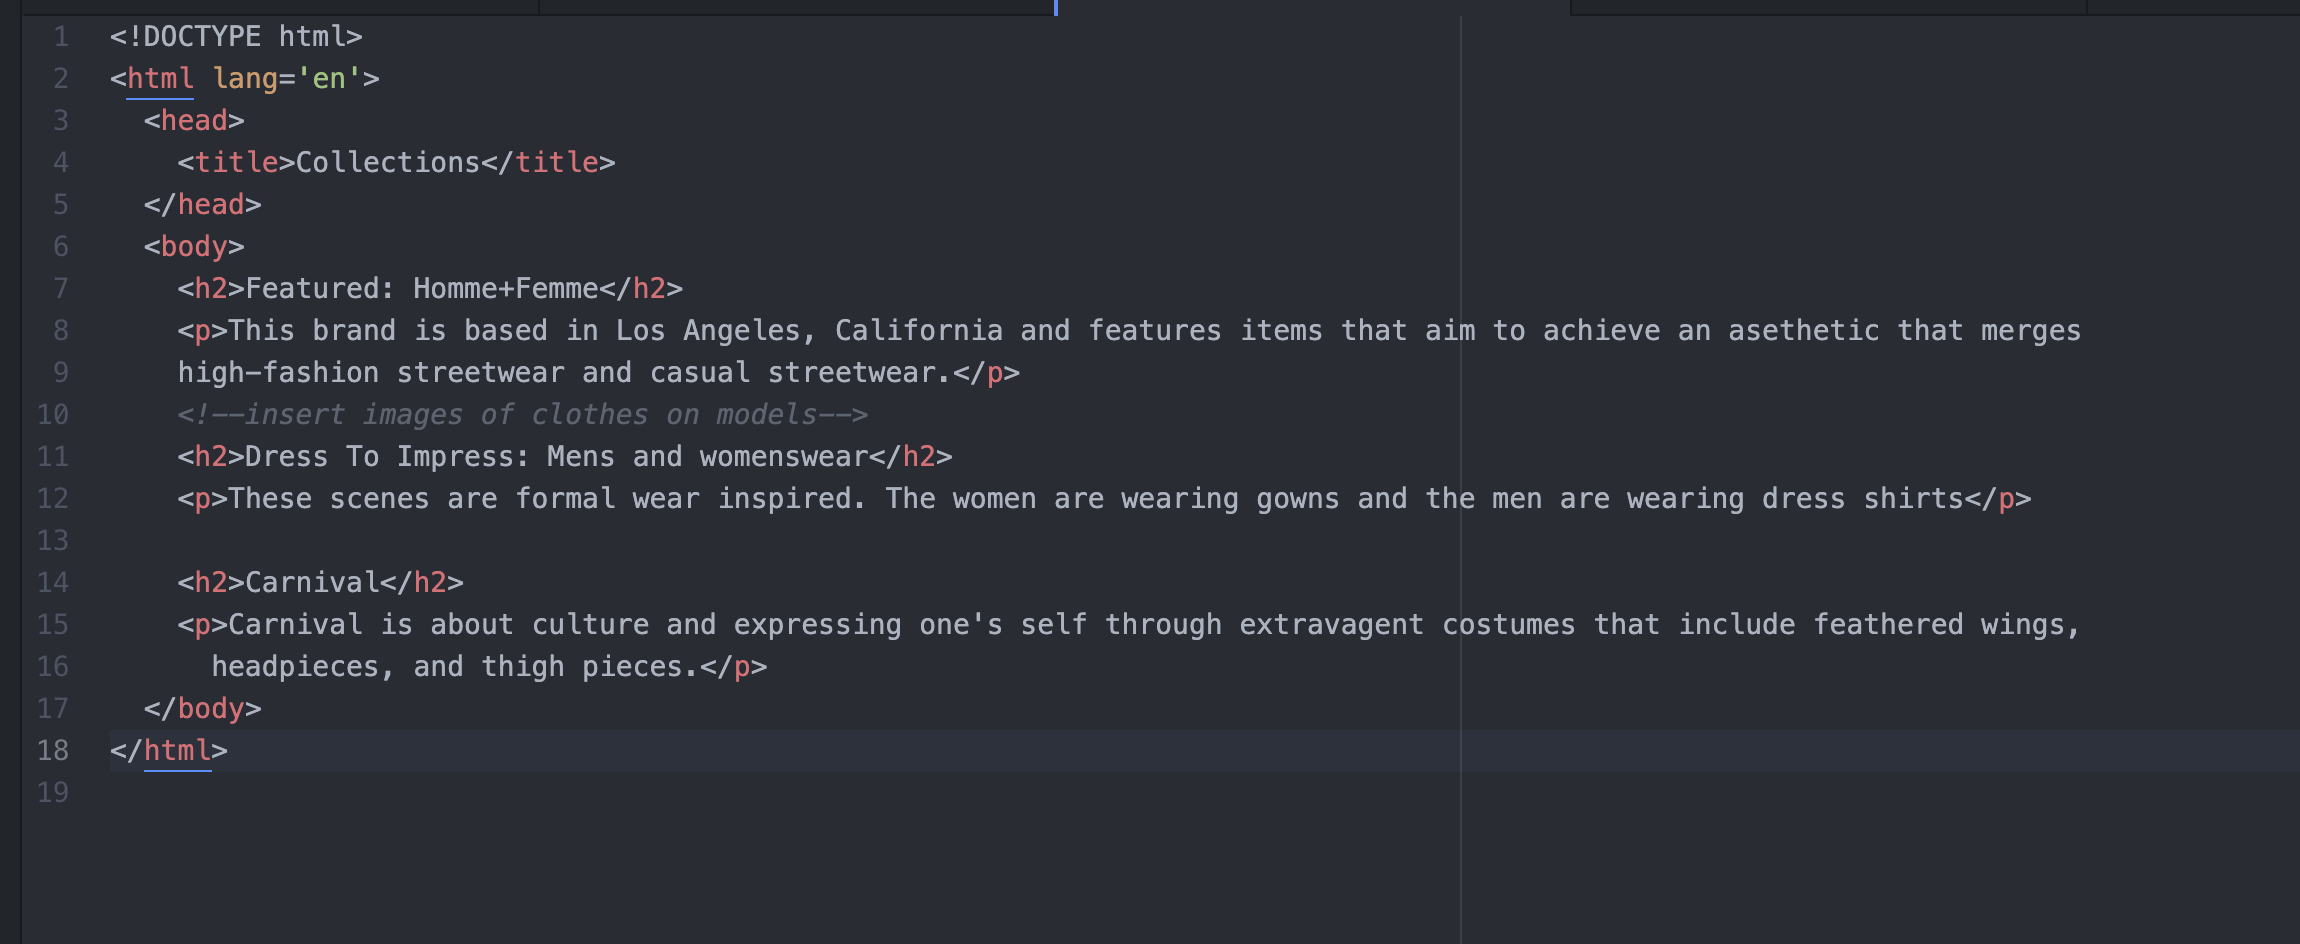 1 <!DOCTYPE html>
2 <html lang='en'>
3   <head>
4     <title>Collections</title>
5   </head>
6   <body>
7     <h2>Featured: Homme+Femme</h2>
8     <p>This brand is based in Los Angeles, California and features items that aim to achieve an asethetic that merges
9     high-fashion streetwear and casual streetwear.</p>
10     <!--insert images of clothes on models-->
11     <h2>Dress To Impress: Mens and womenswear</h2>
12     <p>These scenes are formal wear inspired. The women are wearing gowns and the men are wearing dress shirts</p>
13
14     <h2>Carnival</h2>
15     <p>Carnival is about culture and expressing one's self through extravagent costumes that include feathered wings,
16       headpieces, and thigh pieces.</p>
17   </body>
18 </html>
19